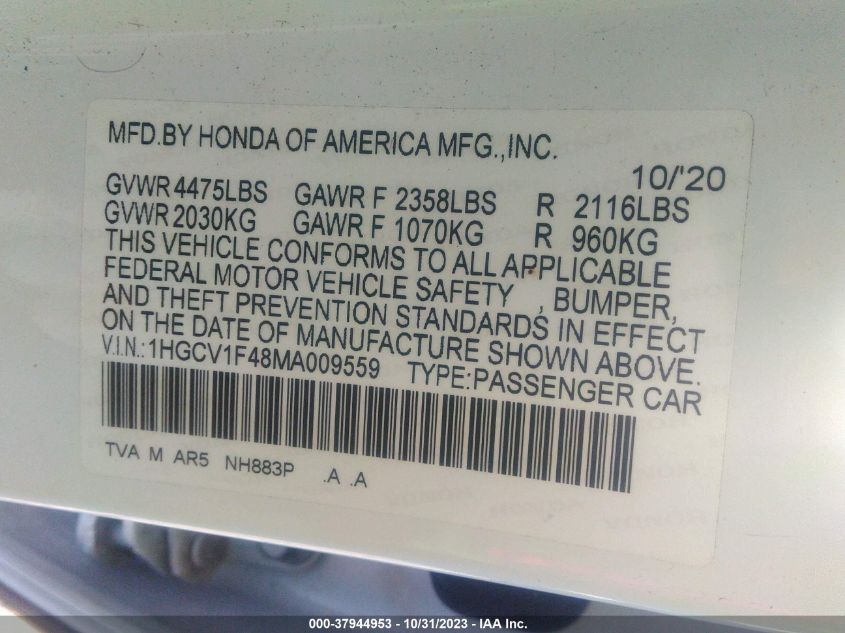 MFD.BY HONDA OF AMERICA MFG.,INC.
10/'20
GVWR 4475LBS GAWR F 2358LBS R 2116LBS
GVWR 2030KG GAWR F 1070KG R 960KG
THIS VEHICLE CONFORMS TO ALL APPLICABLE
FEDERAL MOTOR VEHICLE SAFETY , BUMPER,
AND THEFT PREVENTION STANDARDS IN EFFECT
ON THE DATE OF MANUFACTURE SHOWN ABOVE.
V.I.N.:1HGCV1F48MA009559 TYPE:PASSENGER CAR
TVA M AR5 NH883P .A .A
000-37944953 - 10/31/2023 - IAA Inc.